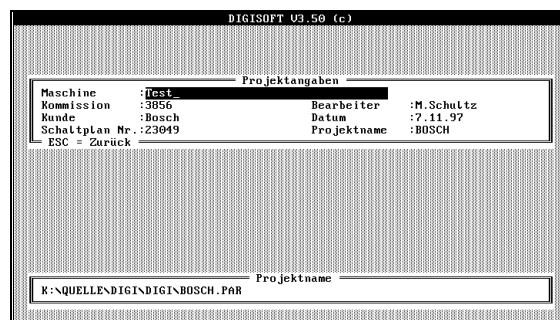 DIGISOFT V3.50 (c)
Projektangaben
Maschine :Test_
Kommission :3856 Bearbeiter :M.Schultz
Kunde :Bosch Datum :7.11.97
Schaltplan Nr.:23049 Projektname :BOSCH
ESC = Zurück
Projektname
K:\QUELLE\DIGI\DIGI\BOSCH.PAR